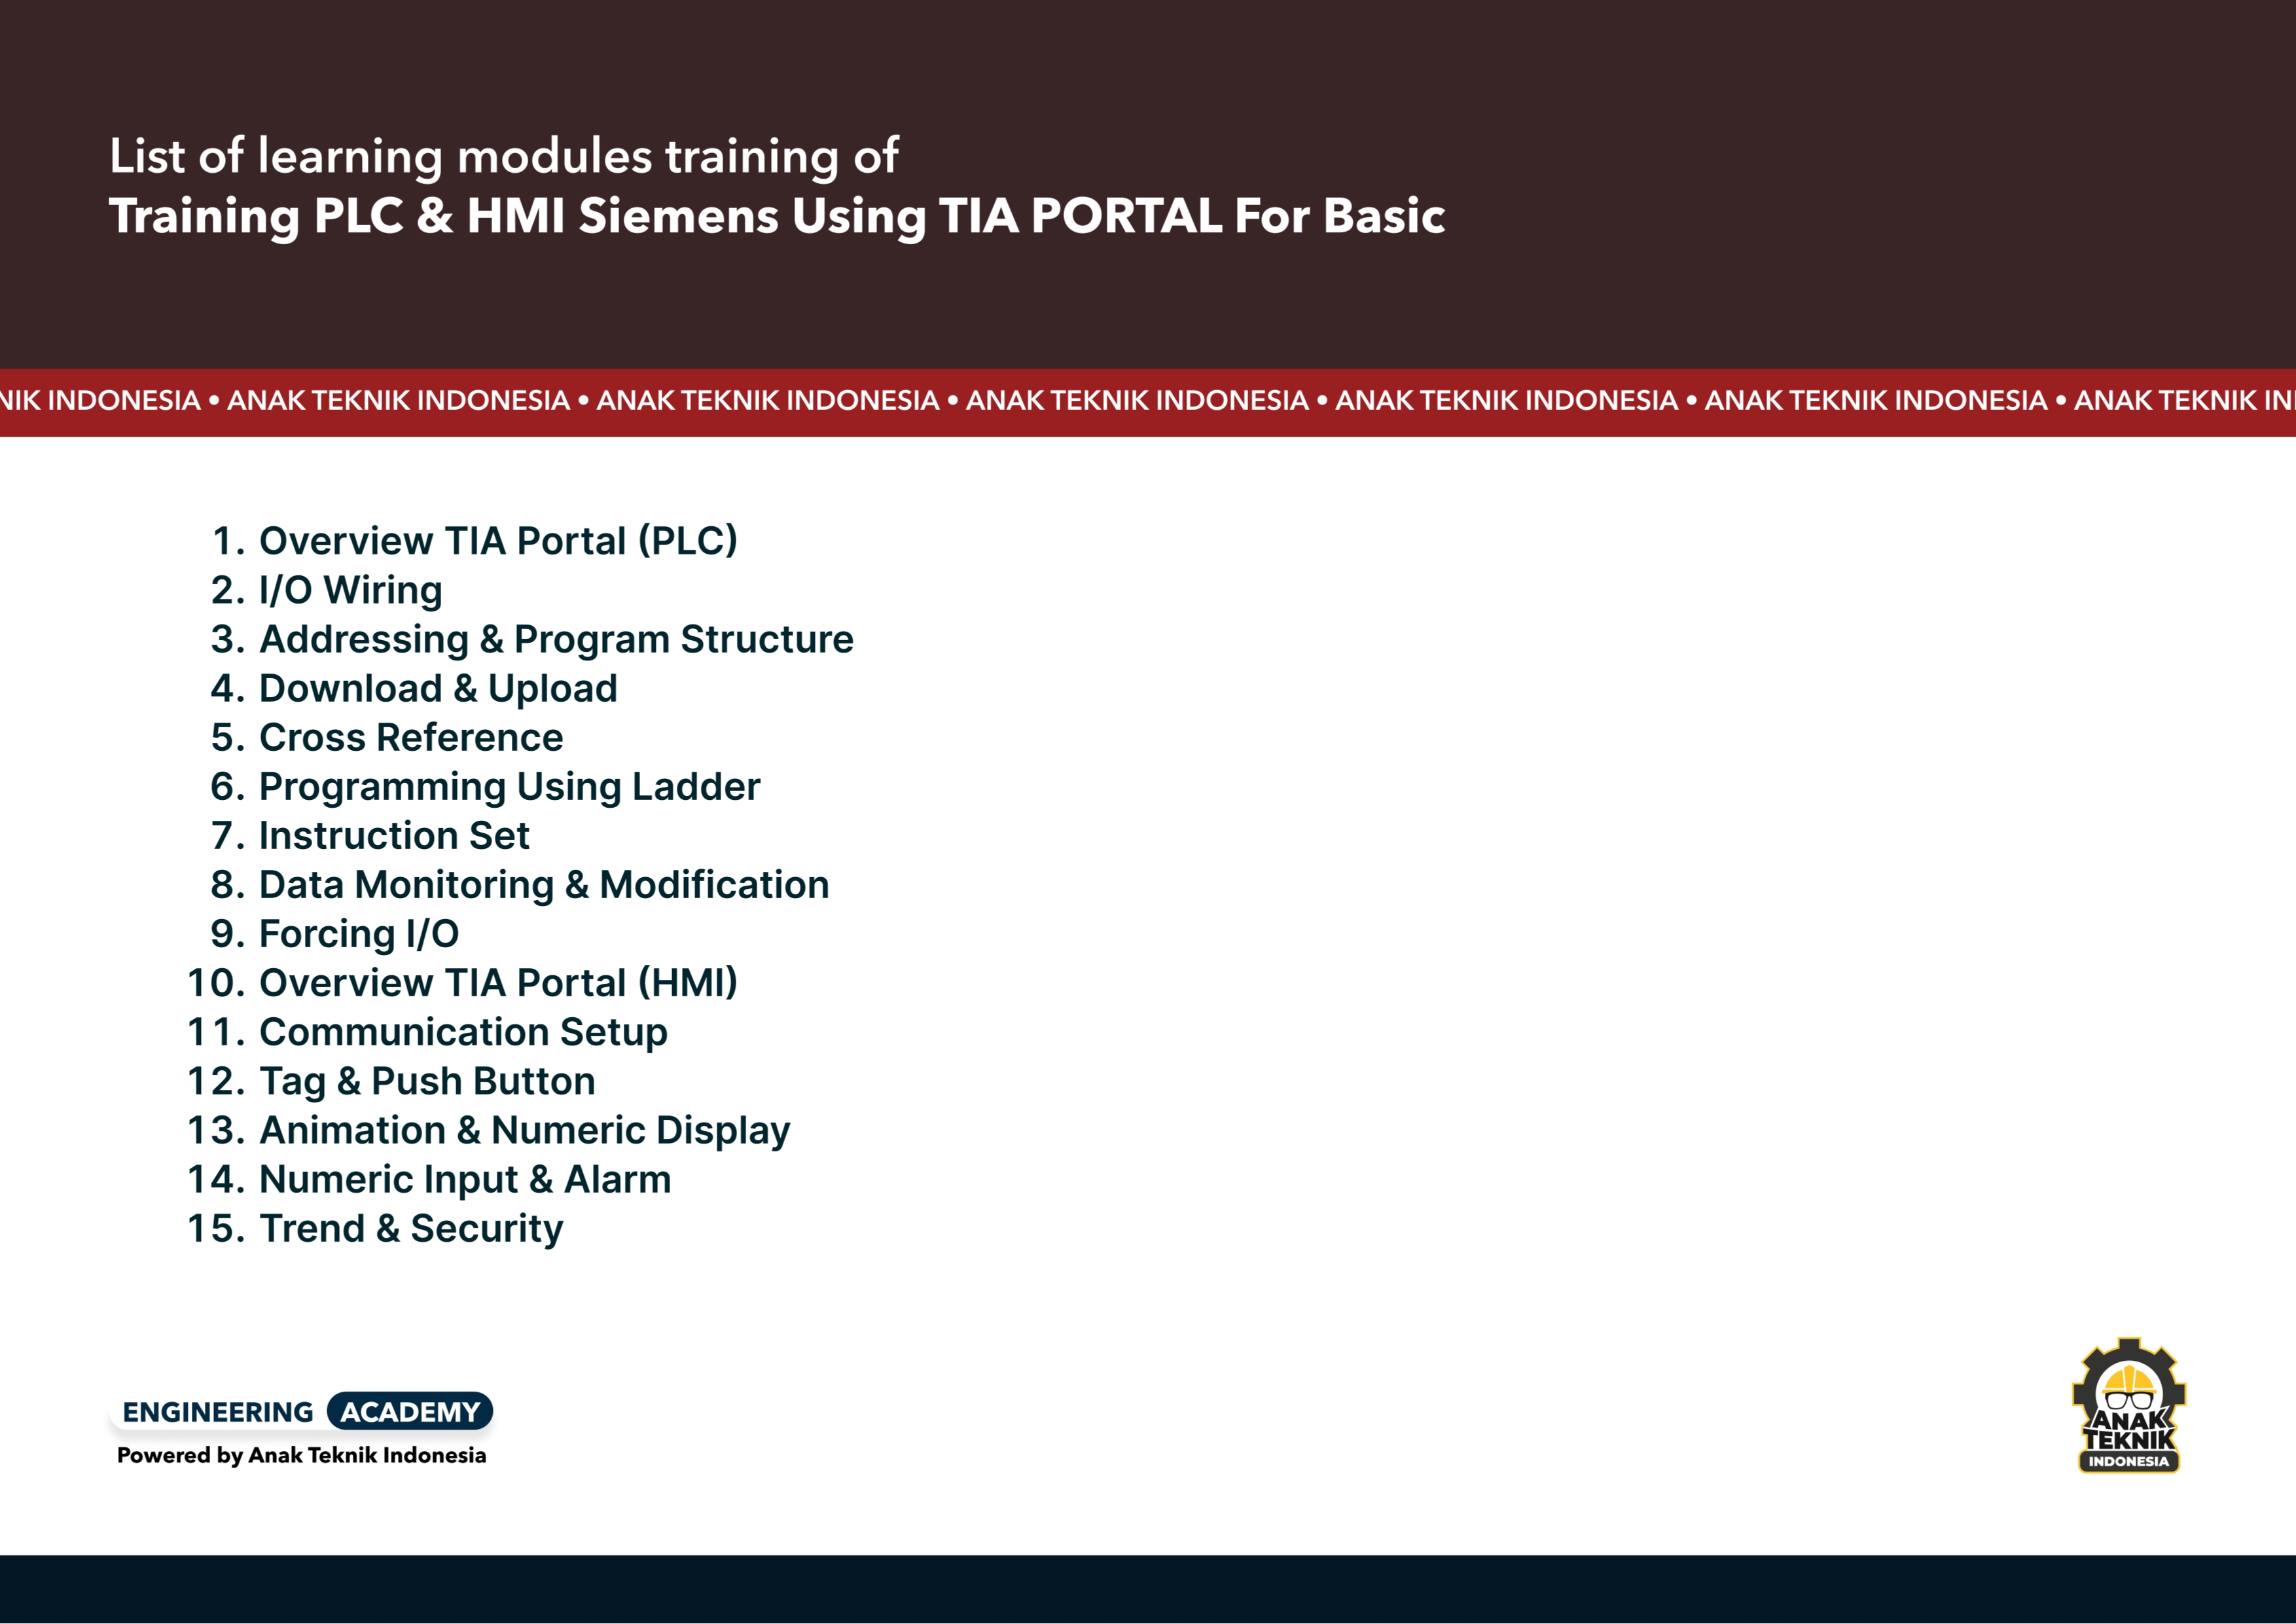 List of learning modules training of
Training PLC & HMI Siemens Using TIA PORTAL For Basic
NIK INDONESIA • ANAK TEKNIK INDONESIA • ANAK TEKNIK INDONESIA • ANAK TEKNIK INDONESIA • ANAK TEKNIK INDONESIA • ANAK TEKNIK INDONESIA • ANAK TEKNIK IN
1. Overview TIA Portal (PLC)
2. I/O Wiring
3. Addressing & Program Structure
4. Download & Upload
5. Cross Reference
6. Programming Using Ladder
7. Instruction Set
8. Data Monitoring & Modification
9. Forcing I/O
10. Overview TIA Portal (HMI)
11. Communication Setup
12. Tag & Push Button
13. Animation & Numeric Display
14. Numeric Input & Alarm
15. Trend & Security
ENGINEERING ACADEMY
Powered by Anak Teknik Indonesia
ANAK
TEKNIK
INDONESIA